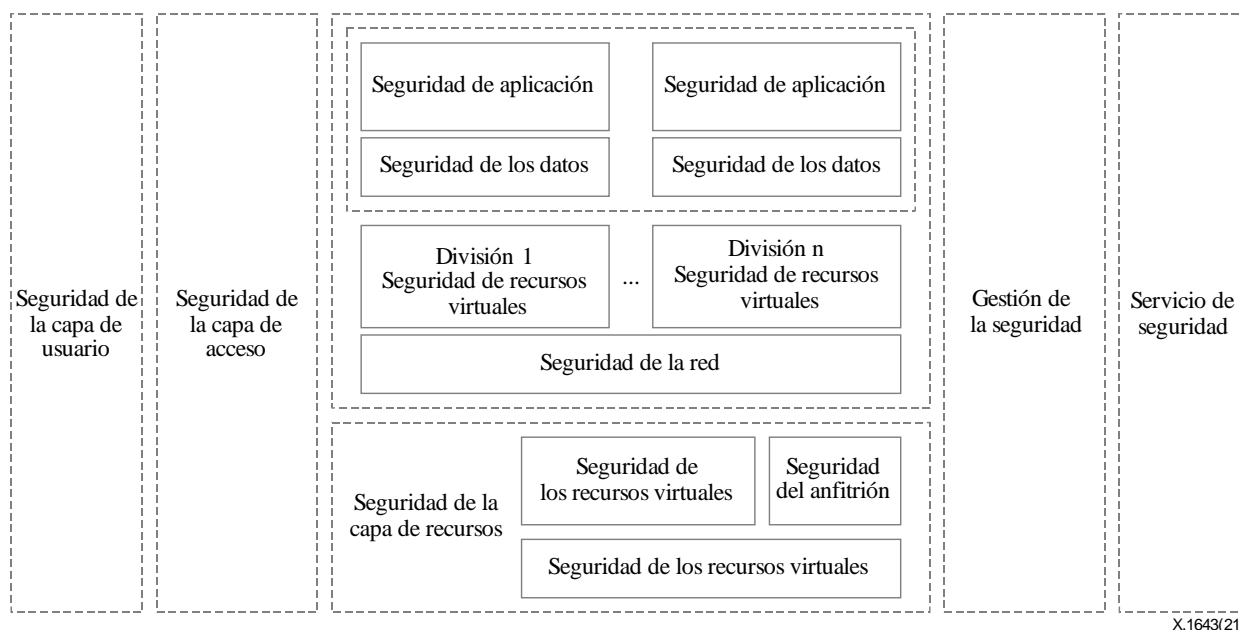 Seguridad de
la capa de
usuario
Seguridad de
la capa de
acceso
Seguridad de aplicación
Seguridad de aplicación
Seguridad de los datos
Seguridad de los datos
División 1
Seguridad de recursos
virtuales
...
División n
Seguridad de recursos
virtuales
Seguridad de la red
Seguridad de la
capa de recursos
Seguridad de
los recursos virtuales
Seguridad
del anfitrión
Seguridad de los recursos virtuales
Gestión de
la seguridad
Servicio de
seguridad
X.1643(21